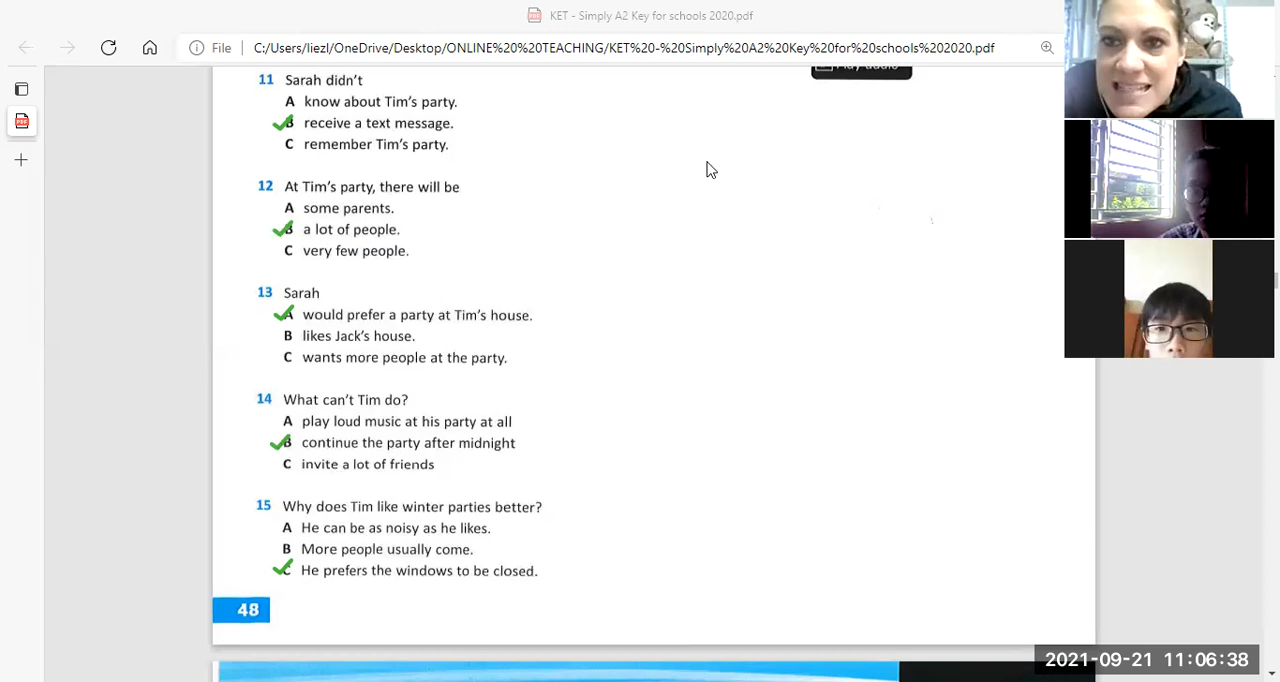 KET - Simply A2 Key for schools 2020.pdf
File C:/Users/liezl/OneDrive/Desktop/ONLINE%20%20TEACHING/KET%20-%20Simply%20A2%20Key%20for%20schools%202020.pdf
11 Sarah didn't
A know about Tim's party.
B receive a text message.
C remember Tim's party.
12 At Tim's party, there will be
A some parents.
B a lot of people.
C very few people.
13 Sarah
A would prefer a party at Tim's house.
B likes Jack's house.
C wants more people at the party.
14 What can't Tim do?
A play loud music at his party at all
B continue the party after midnight
C invite a lot of friends
15 Why does Tim like winter parties better?
A He can be as noisy as he likes.
B More people usually come.
C He prefers the windows to be closed.
48
2021-09-21 11:06:38